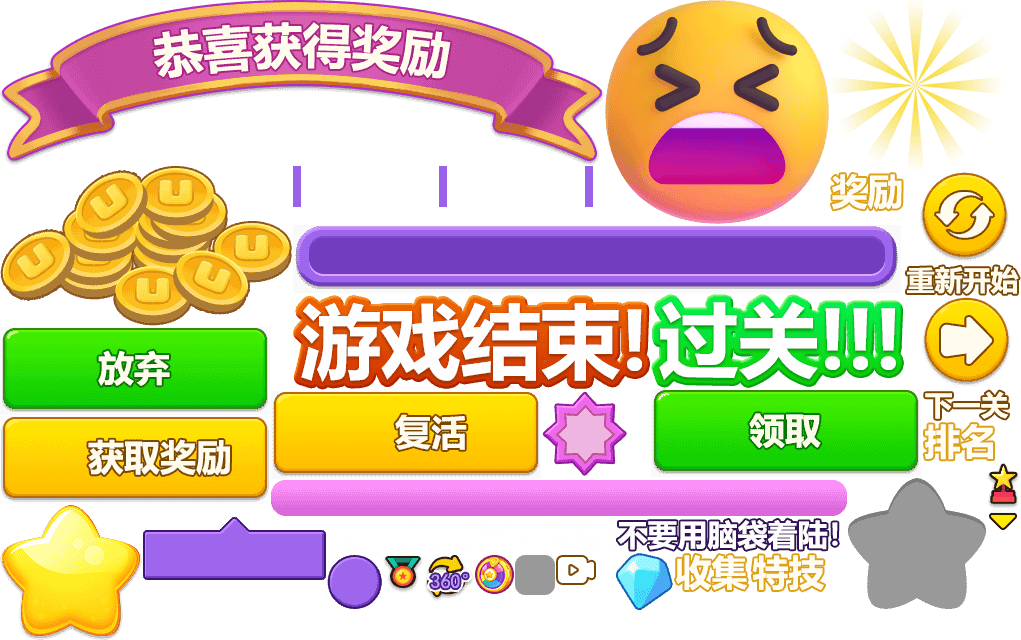 恭喜获得奖励
奖励
重新开始
游戏结束!
过关!!!
放弃
复活
领取
下一关
排名
获取奖励
不要用脑袋着陆!
360°
收集 特技